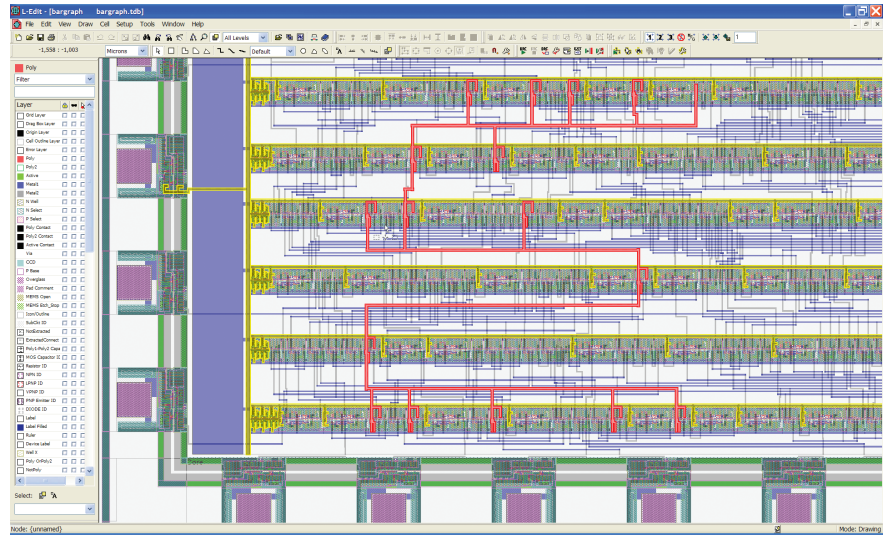 L-Edit - [bargraph bargraph.tdb]
File Edit View Draw Cell Setup Tools Window Help
All Levels
1
-1,558 : -1,003
Microns
Default
Poly
Filter
Layer
Grid Layer
Drag Box Layer
Origin Layer
Cell Outline Layer
Error Layer
Poly
Poly2
Active
Metal1
Metal2
N Well
N Select
P Select
Poly Contact
Poly2 Contact
Active Contact
Via
CCD
P Base
Overglass
Pad Comment
MEMS Open
MEMS Etch_Stop
Icon/Outline
SubCkt ID
NotExtracted
ExtractedConnect
Poly1-Poly2 Capa
MOS Capacitor ID
Resistor ID
NPN ID
LPNP ID
VPNP ID
PNP Emitter ID
DIODE ID
Label
Label Filled
Ruler
Device Label
Well X
Poly OrPoly2
NotPoly
Select:
Node: {unnamed}
Mode: Drawing